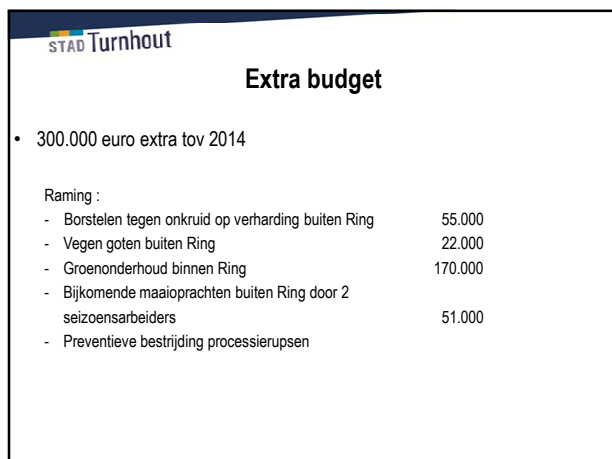 STAD Turnhout
Extra budget
• 300.000 euro extra tov 2014
Raming :
- Borstelen tegen onkruid op verharding buiten Ring 55.000
- Vegen goten buiten Ring 22.000
- Groenonderhoud binnen Ring 170.000
- Bijkomende maaioprachten buiten Ring door 2
seizoensarbeiders 51.000
- Preventieve bestrijding processierupsen